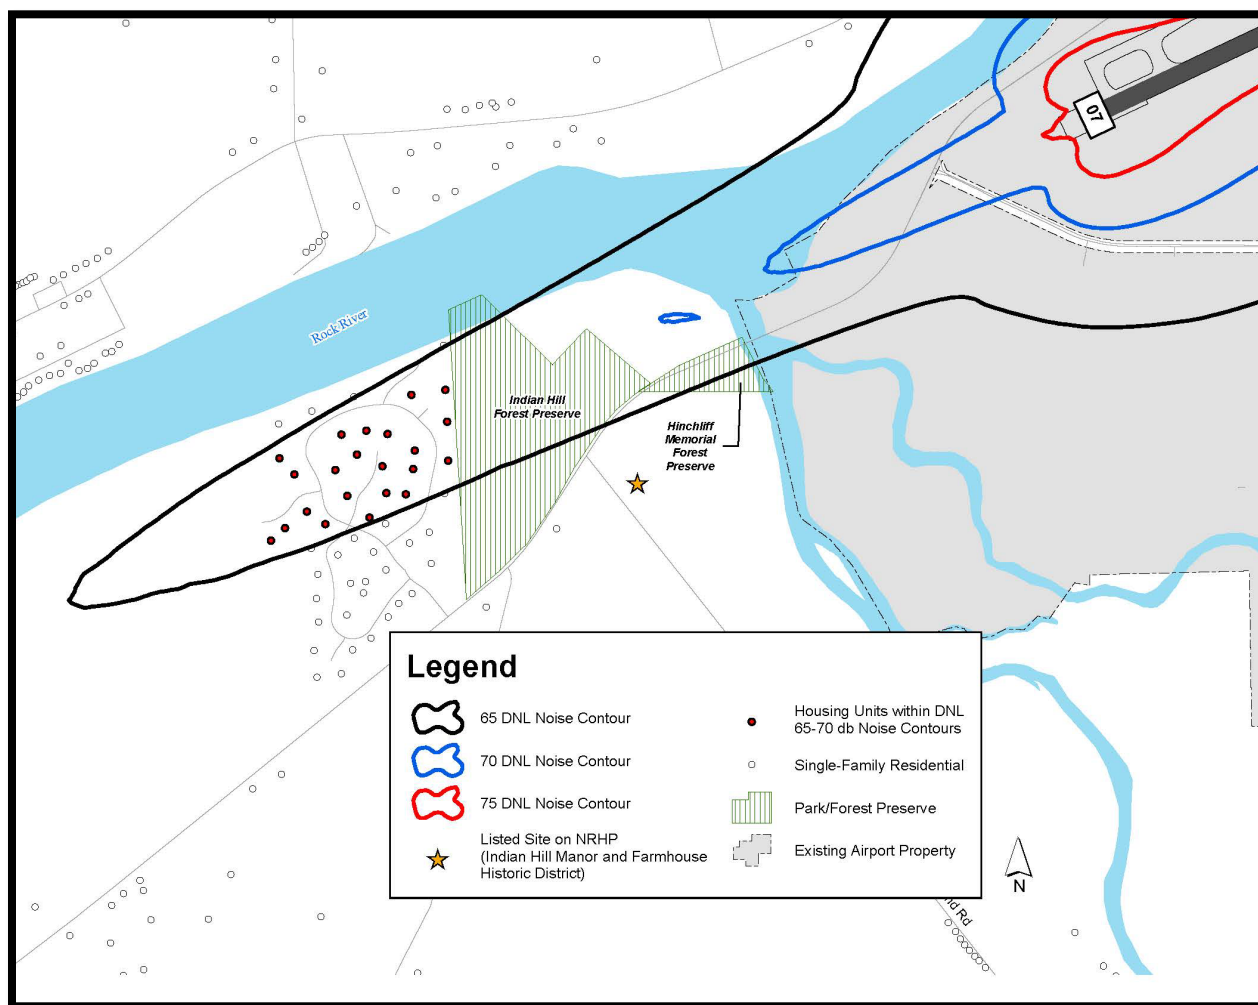 07
Rock River
Indian Hill
Forest Preserve
Hinchliff
Memorial
Forest
Preserve
Legend
65 DNL Noise Contour
70 DNL Noise Contour
75 DNL Noise Contour
Listed Site on NRHP
(Indian Hill Manor and Farmhouse
Historic District)
Housing Units within DNL
65-70 db Noise Contours
Single-Family Residential
Park/Forest Preserve
Existing Airport Property
N
Rd